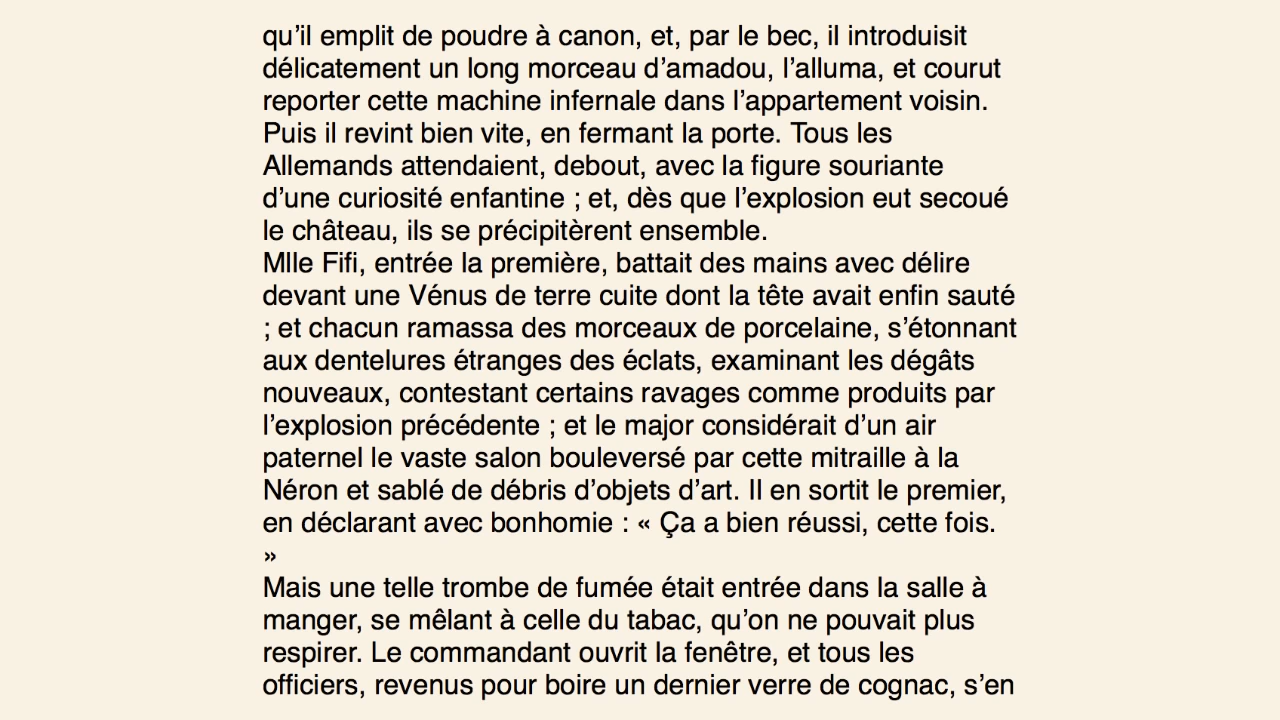 qu’il emplit de poudre à canon, et, par le bec, il introduisit
délicatement un long morceau d’amadou, l’alluma, et courut
reporter cette machine infernale dans l’appartement voisin.
Puis il revint bien vite, en fermant la porte. Tous les
Allemands attendaient, debout, avec la figure souriante
d’une curiosité enfantine ; et, dès que l’explosion eut secoué
le château, ils se précipitèrent ensemble.
Mlle Fifi, entrée la première, battait des mains avec délire
devant une Vénus de terre cuite dont la tête avait enfin sauté
; et chacun ramassa des morceaux de porcelaine, s’étonnant
aux dentelures étranges des éclats, examinant les dégâts
nouveaux, contestant certains ravages comme produits par
l’explosion précédente ; et le major considérait d’un air
paternel le vaste salon bouleversé par cette mitraille à la
Néron et sablé de débris d’objets d’art. Il en sortit le premier,
en déclarant avec bonhomie : « Ça a bien réussi, cette fois.
»
Mais une telle trombe de fumée était entrée dans la salle à
manger, se mêlant à celle du tabac, qu’on ne pouvait plus
respirer. Le commandant ouvrit la fenêtre, et tous les
officiers, revenus pour boire un dernier verre de cognac, s’en